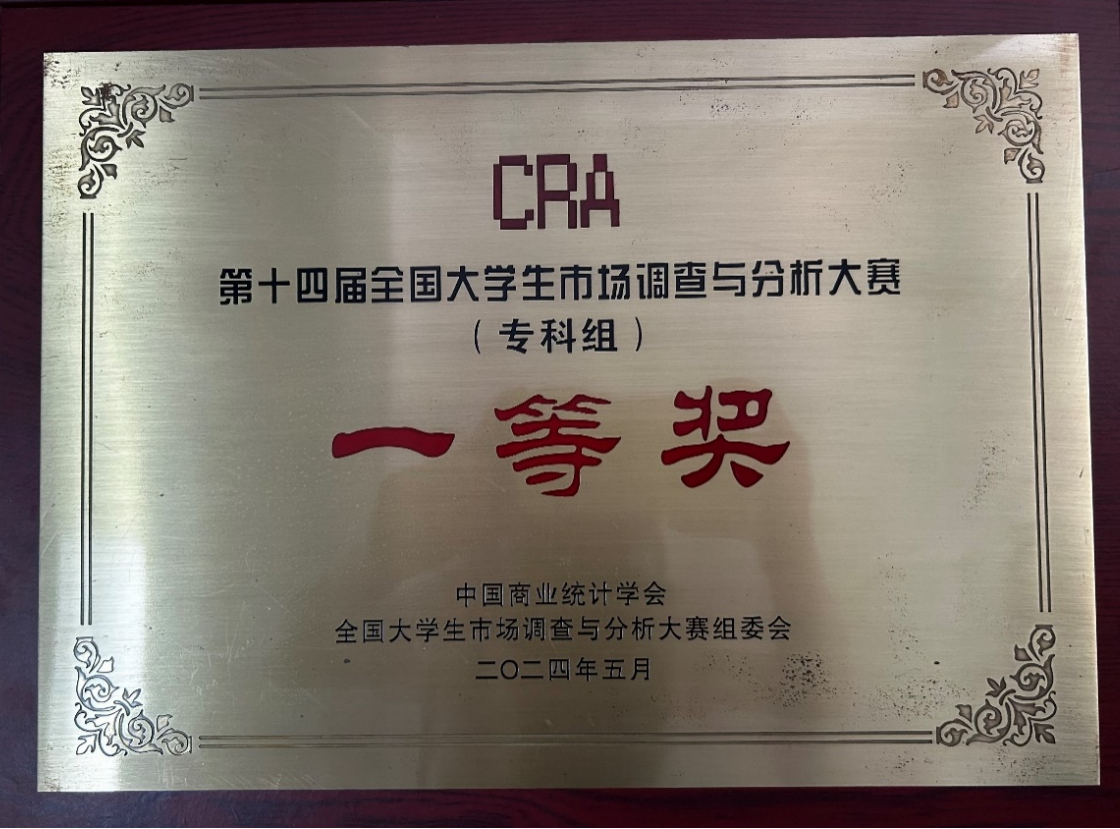 CRA
第十四届全国大学生市场调查与分析大赛
（专科组）
一等奖
中国商业统计学会
全国大学生市场调查与分析大赛组委会
二〇二四年五月